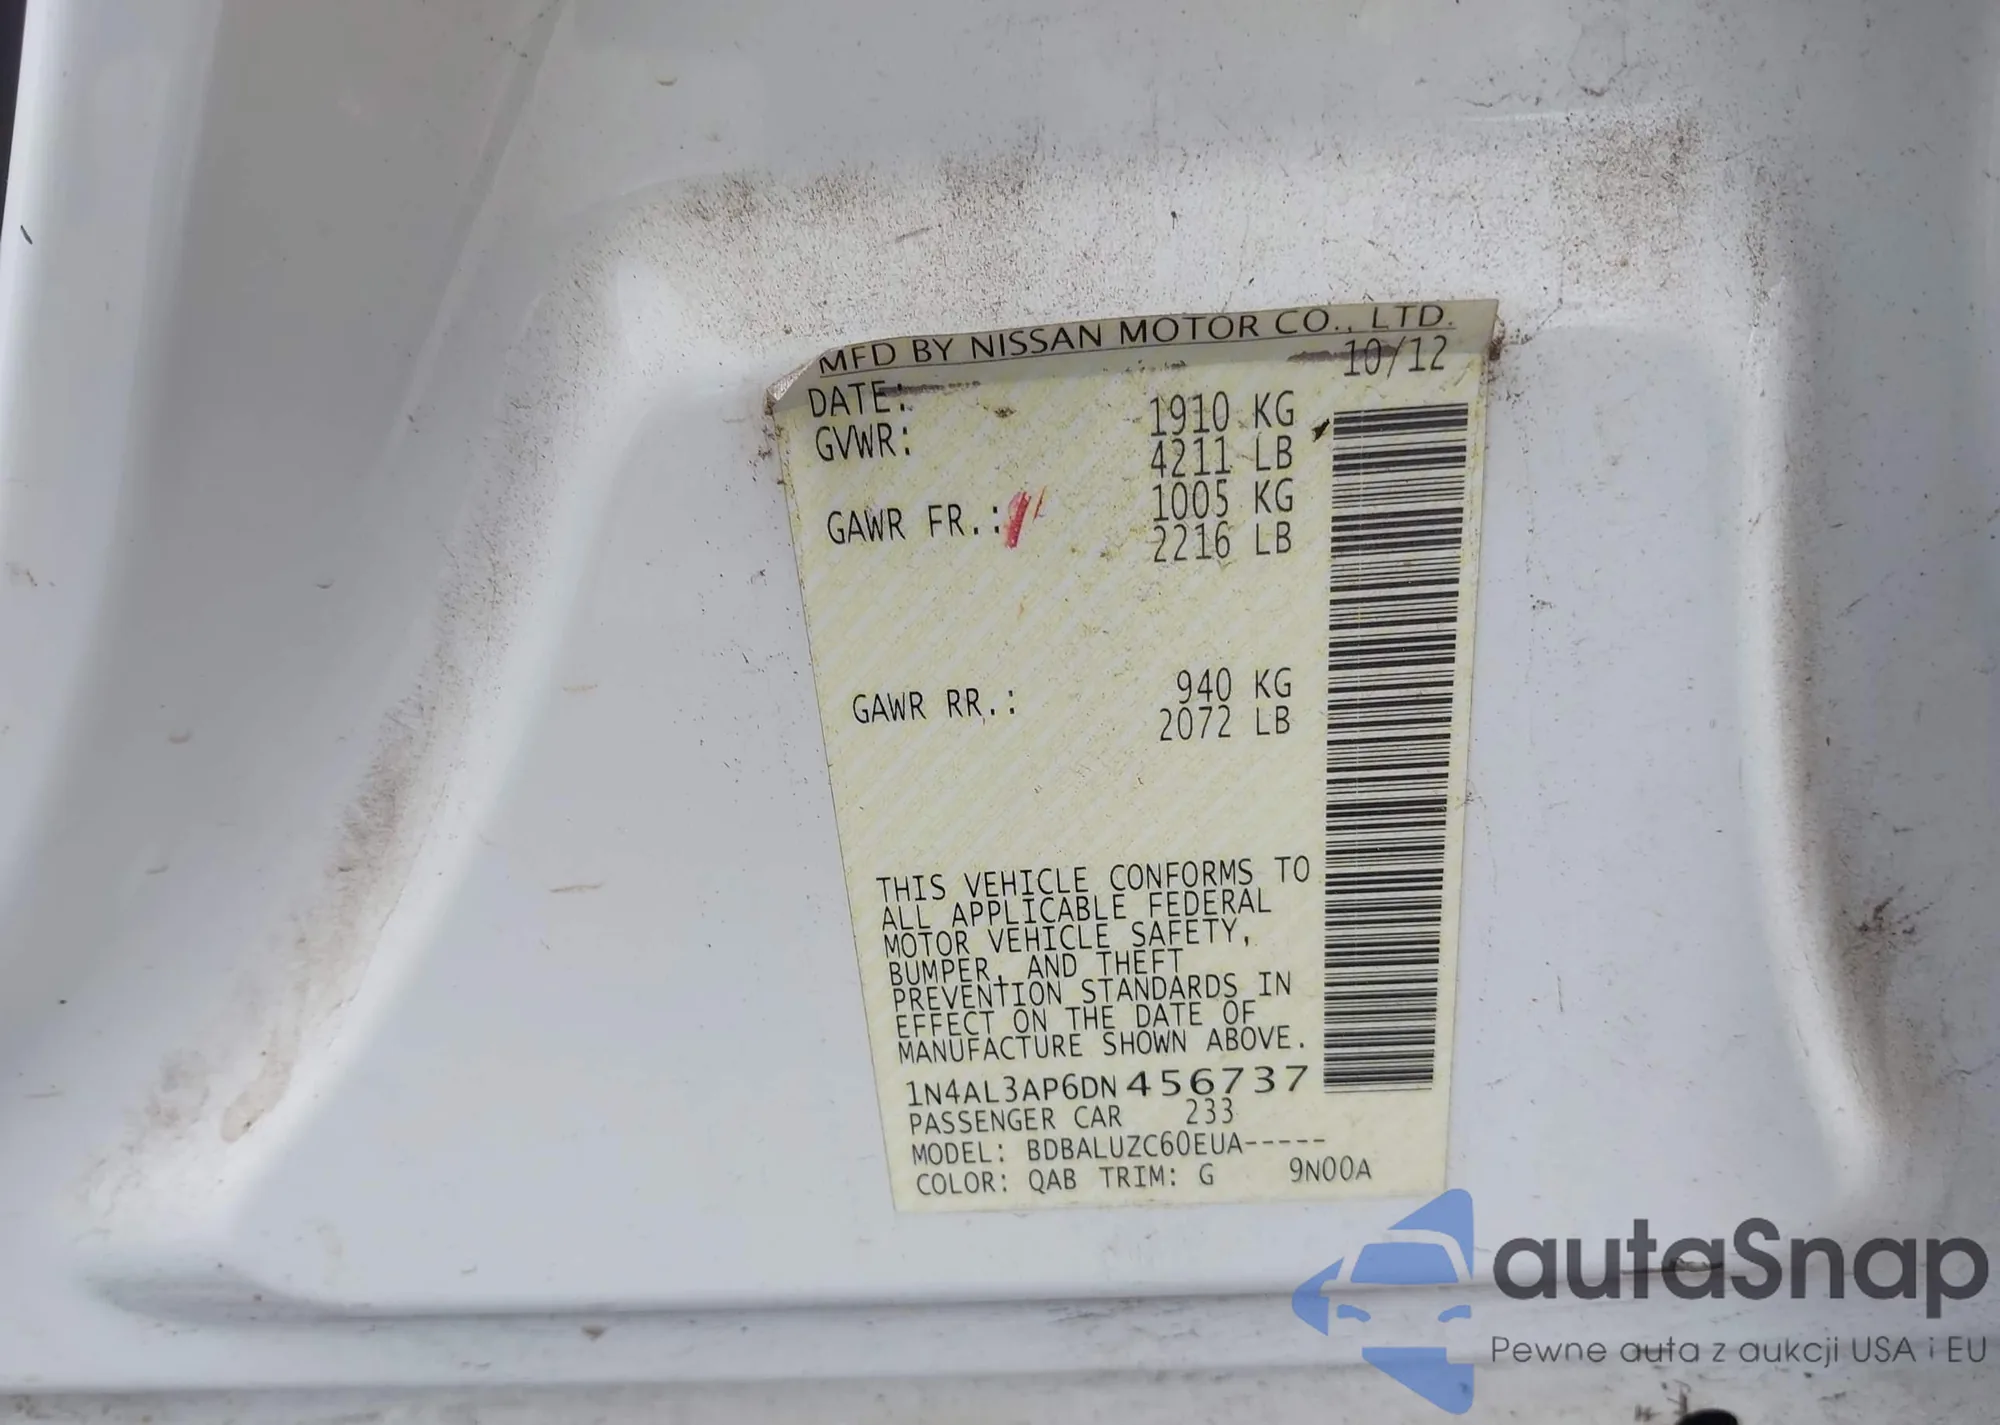 MFD BY NISSAN MOTOR CO., LTD.
DATE: 10/12
GVWR: 1910 KG
4211 LB
GAWR FR.: 1005 KG
2216 LB
GAWR RR.: 940 KG
2072 LB
THIS VEHICLE CONFORMS TO
ALL APPLICABLE FEDERAL
MOTOR VEHICLE SAFETY,
BUMPER, AND THEFT
PREVENTION STANDARDS IN
EFFECT ON THE DATE OF
MANUFACTURE SHOWN ABOVE.
1N4AL3AP6DN456737
PASSENGER CAR 233
MODEL: BDBALUZC60EUA-----
COLOR: QAB TRIM: G 9N00A
autaSnap
Pewne auta z aukcji USA i EU